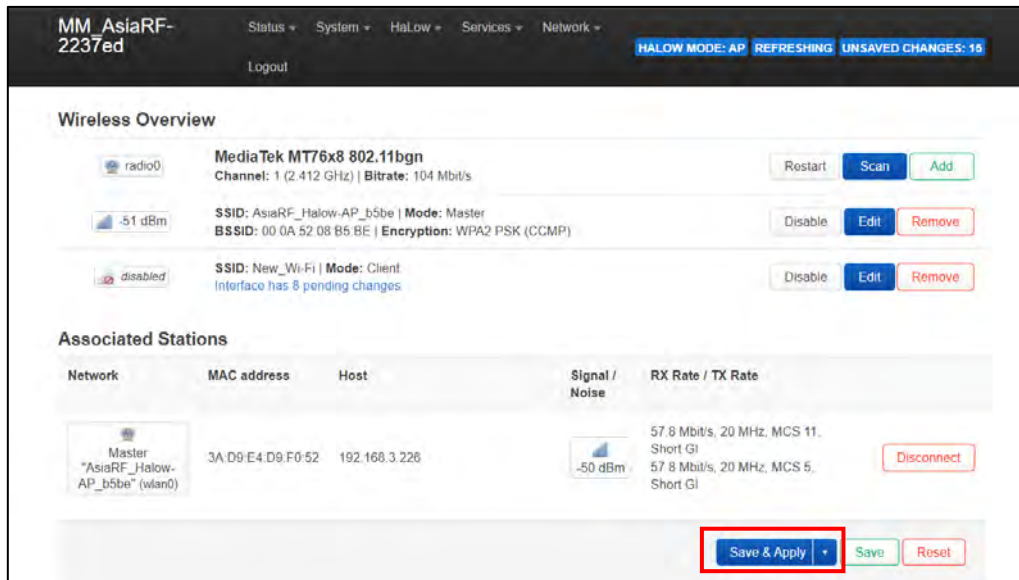 MM_AsiaRF-2237ed
Status System HaLow Services Network
Logout
HALOW MODE: AP REFRESHING UNSAVED CHANGES: 16
Wireless Overview
radio0
MediaTek MT76x8 802.11bgn
Channel: 1 (2.412 GHz) | Bitrate: 104 Mbit/s
Restart Scan Add
-51 dBm
SSID: AsiaRF_Halow-AP_b5be | Mode: Master
BSSID: 00:0A:52:08:B5:BE | Encryption: WPA2 PSK (CCMP)
Disable Edit Remove
disabled
SSID: New_Wi-Fi | Mode: Client
Interface has 8 pending changes
Disable Edit Remove
Associated Stations
Network MAC address Host Signal / Noise RX Rate / TX Rate
Master "AsiaRF_Halow-AP_b5be" (wlan0)
3A:D9:E4:D9:F0:52 192.168.3.226
-50 dBm
57.8 Mbit/s, 20 MHz, MCS 11,
Short GI
57.8 Mbit/s, 20 MHz, MCS 5,
Short GI
Disconnect
Save & Apply Save Reset